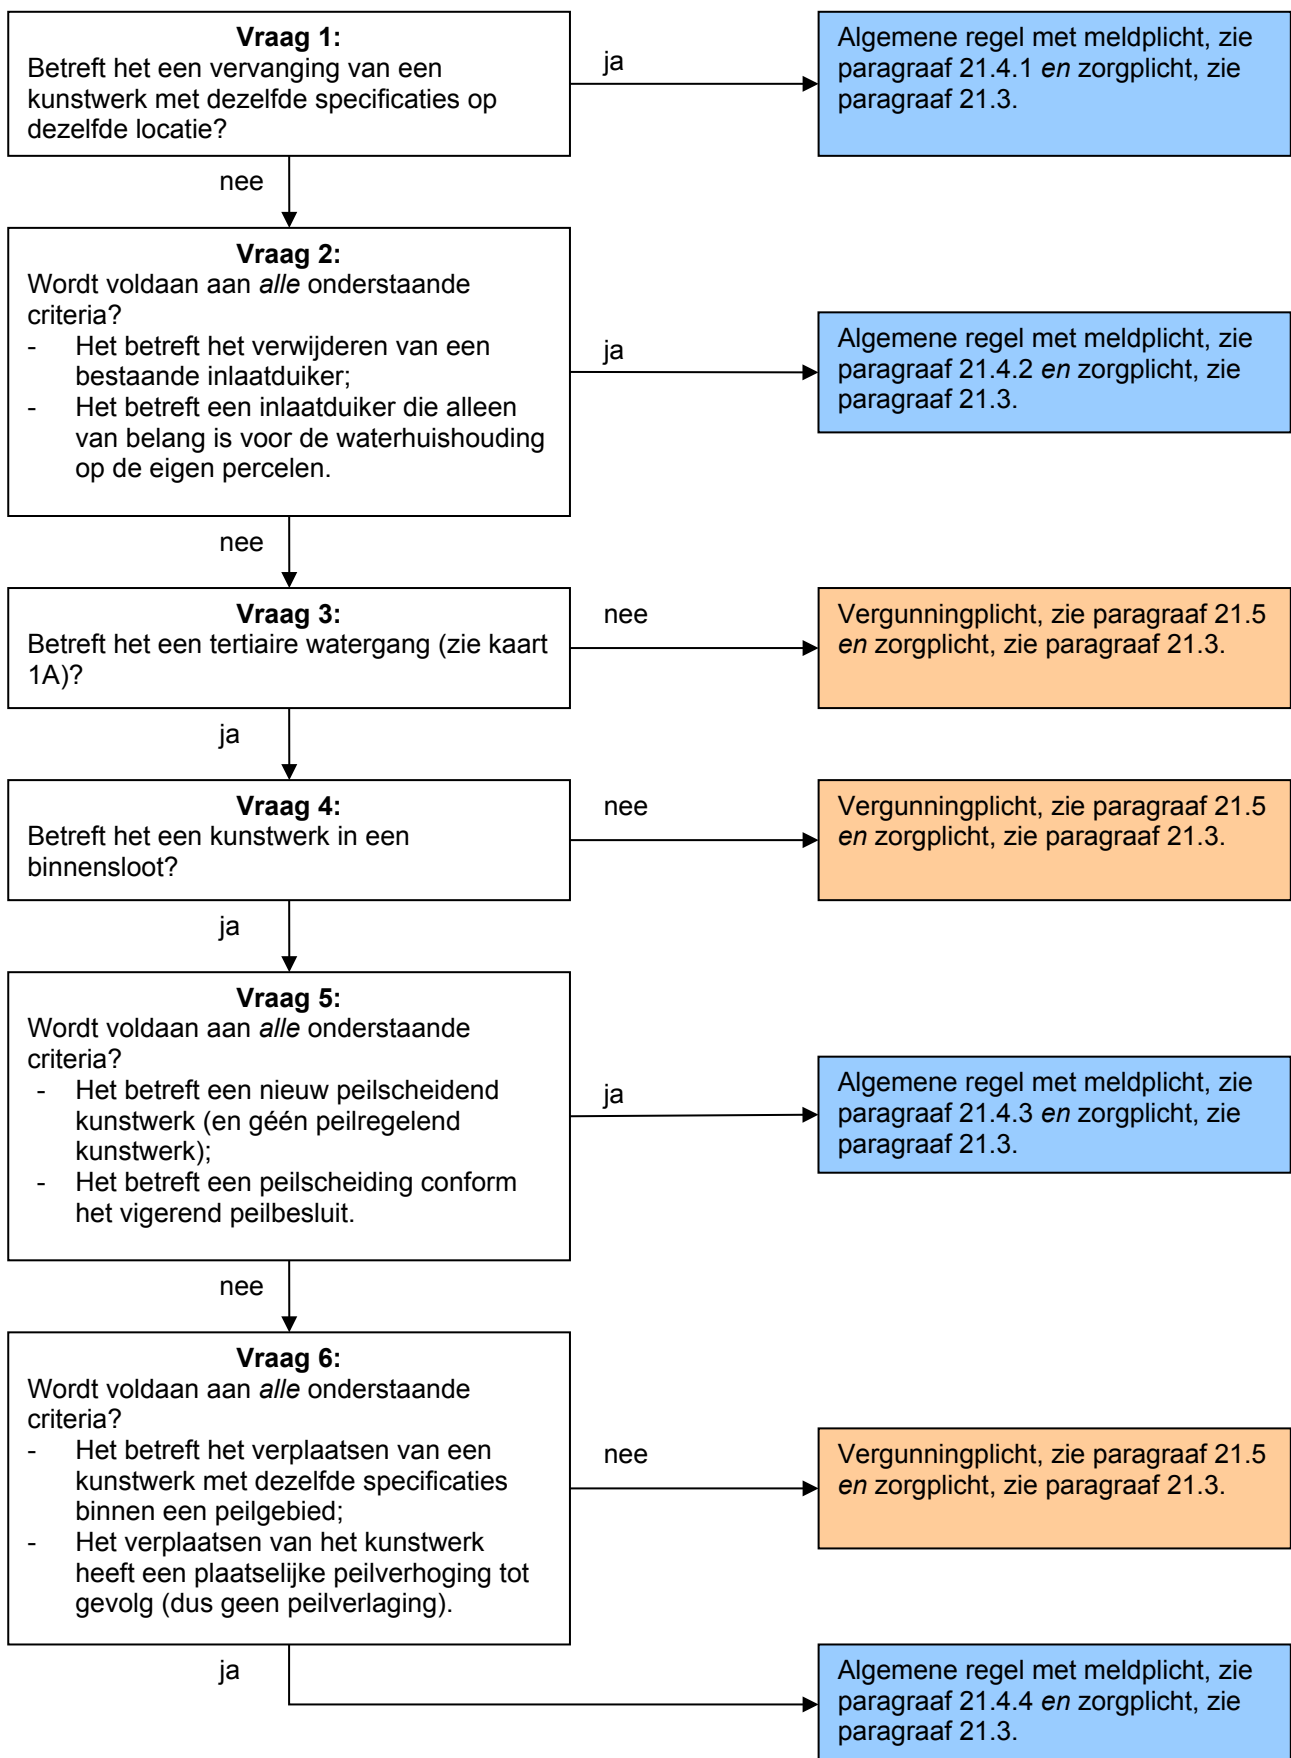 Vraag 1:
Betreft het een vervanging van een
kunstwerk met dezelfde specificaties op
dezelfde locatie?
ja
Algemene regel met meldplicht, zie
paragraaf 21.4.1 en zorgplicht, zie
paragraaf 21.3.
nee
Vraag 2:
Wordt voldaan aan alle onderstaande
criteria?
- Het betreft het verwijderen van een
bestaande inlaatduiker;
- Het betreft een inlaatduiker die alleen
van belang is voor de waterhuishouding
op de eigen percelen.
ja
Algemene regel met meldplicht, zie
paragraaf 21.4.2 en zorgplicht, zie
paragraaf 21.3.
nee
Vraag 3:
Betreft het een tertiaire watergang (zie kaart
1A)?
nee
Vergunningplicht, zie paragraaf 21.5
en zorgplicht, zie paragraaf 21.3.
ja
Vraag 4:
Betreft het een kunstwerk in een
binnensloot?
nee
Vergunningplicht, zie paragraaf 21.5
en zorgplicht, zie paragraaf 21.3.
ja
Vraag 5:
Wordt voldaan aan alle onderstaande
criteria?
- Het betreft een nieuw peilscheidend
kunstwerk (en géén peilregelend
kunstwerk);
- Het betreft een peilscheiding conform
het vigerend peilbesluit.
ja
Algemene regel met meldplicht, zie
paragraaf 21.4.3 en zorgplicht, zie
paragraaf 21.3.
nee
Vraag 6:
Wordt voldaan aan alle onderstaande
criteria?
- Het betreft het verplaatsen van een
kunstwerk met dezelfde specificaties
binnen een peilgebied;
- Het verplaatsen van het kunstwerk
heeft een plaatselijke peilverhoging tot
gevolg (dus geen peilverlaging).
nee
Vergunningplicht, zie paragraaf 21.5
en zorgplicht, zie paragraaf 21.3.
ja
Algemene regel met meldplicht, zie
paragraaf 21.4.4 en zorgplicht, zie
paragraaf 21.3.